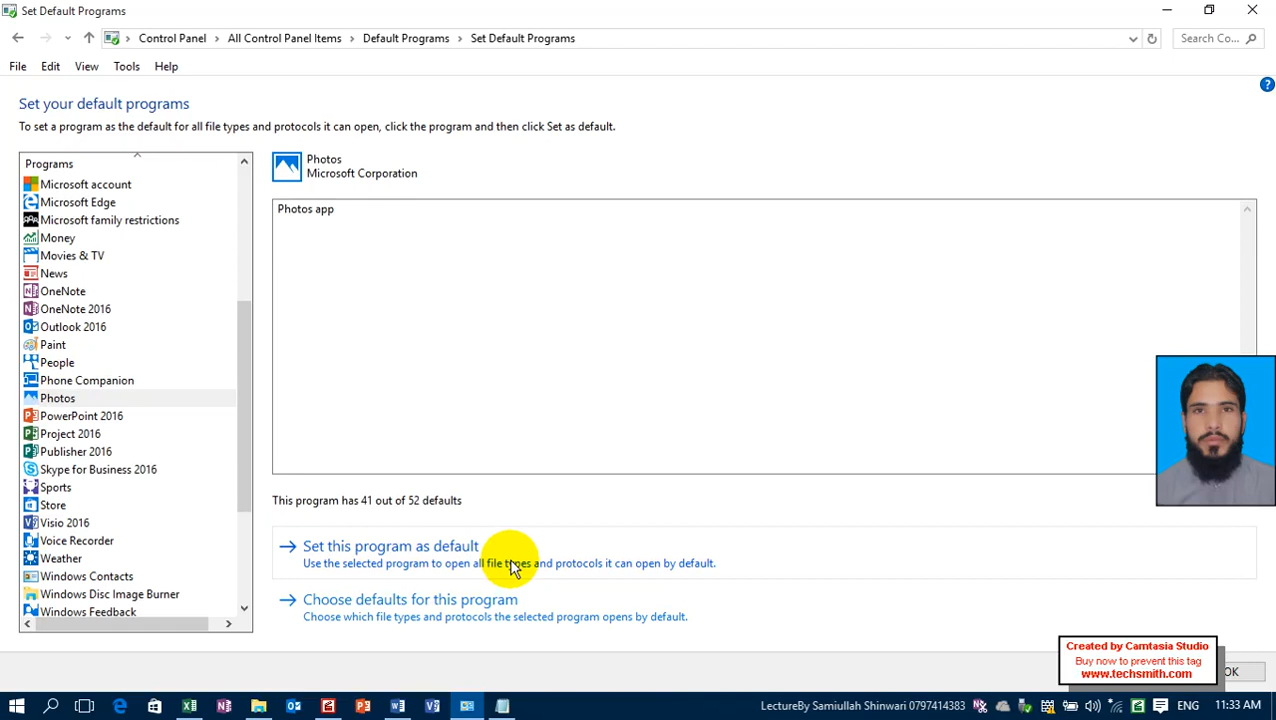 Set Default Programs
Control Panel > All Control Panel Items > Default Programs > Set Default Programs
Search Co...
File Edit View Tools Help
Set your default programs
To set a program as the default for all file types and protocols it can open, click the program and then click Set as default.
Programs
Microsoft account
Microsoft Edge
Microsoft family restrictions
Money
Movies & TV
News
OneNote
OneNote 2016
Outlook 2016
Paint
People
Phone Companion
Photos
PowerPoint 2016
Project 2016
Publisher 2016
Skype for Business 2016
Sports
Store
Visio 2016
Voice Recorder
Weather
Windows Contacts
Windows Disc Image Burner
Windows Feedback
Photos
Microsoft Corporation
Photos app
This program has 41 out of 52 defaults
Set this program as default
Use the selected program to open all file types and protocols it can open by default.
Choose defaults for this program
Choose which file types and protocols the selected program opens by default.
Created by Camtasia Studio
Buy now to prevent this tag
www.techsmith.com
OK
LectureBy Samiullah Shinwari 0797414383
ENG
11:33 AM